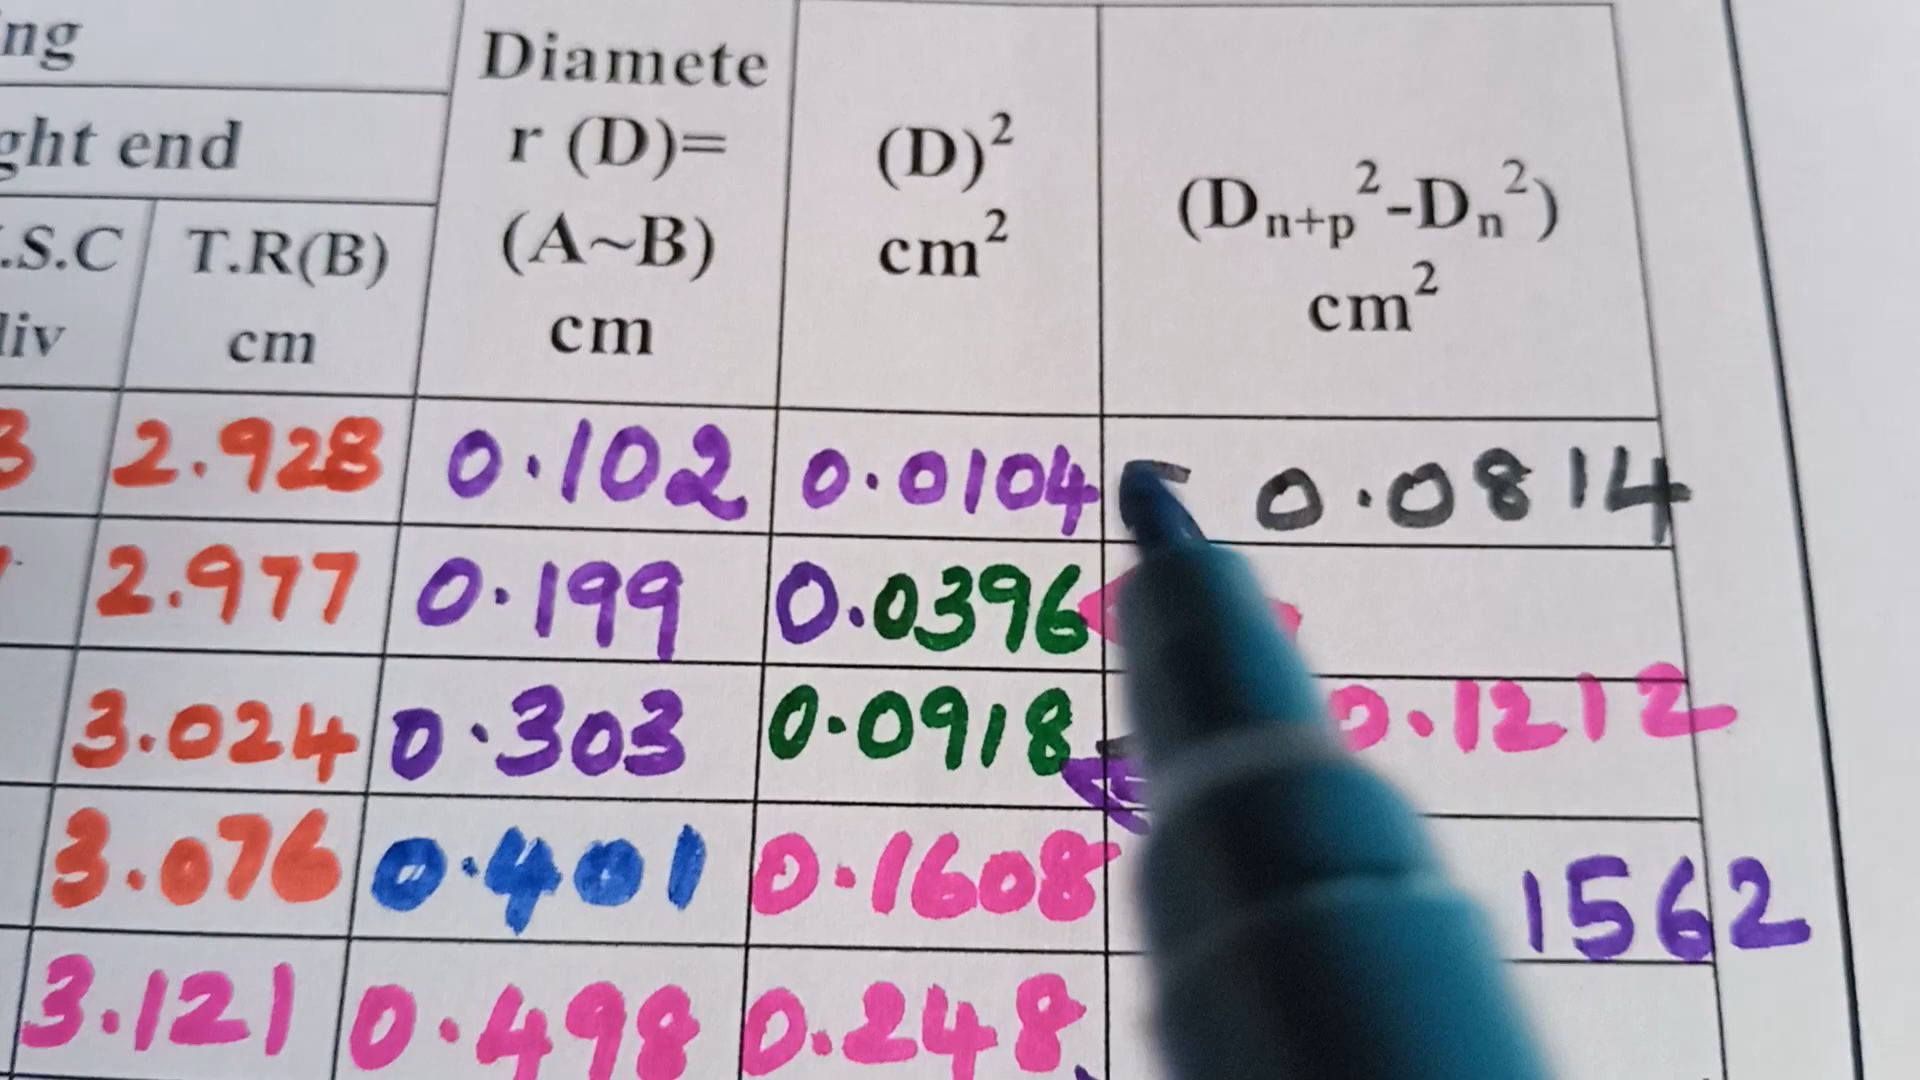 ng
ght end
.S.C T.R(B)
liv cm
Diamete
r (D)=
(A~B)
cm
(D)²
cm²
(Dn+p²-Dn²)
cm²
3 2.928 0.102 0.0104 0.0814
2.977 0.199 0.0396
3.024 0.303 0.0918 0.1212
3.076 0.401 0.1608 1562
3.121 0.498 0.248